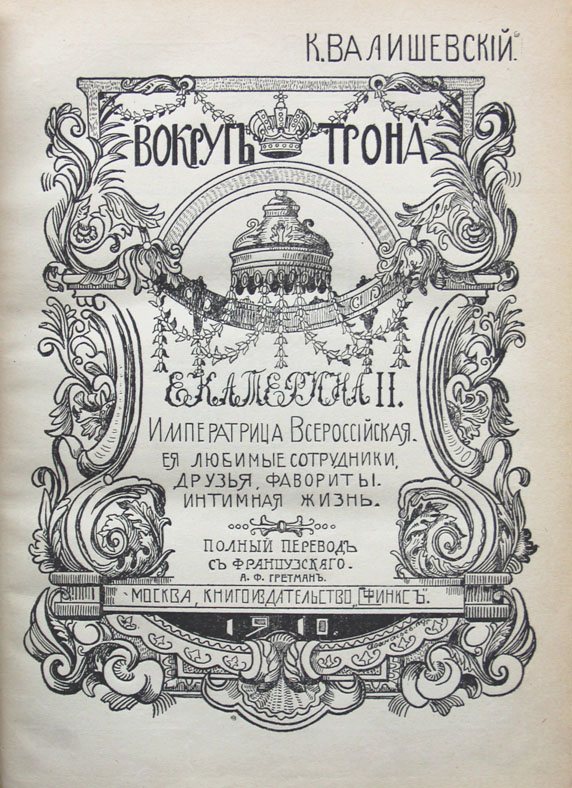 К. ВАЛИШЕВСКІЙ.
ВОКРУГЪ ТРОНА
ЕКАТЕРИНА II.
ИМПЕРАТРИЦА ВСЕРОССІЙСКАЯ.
ЕЯ ЛЮБИМЫЕ СОТРУДНИКИ,
ДРУЗЬЯ, ФАВОРИТЫ.
ИНТИМНАЯ ЖИЗНЬ.
ПОЛНЫЙ ПЕРЕВОДЪ
СЪ ФРАНЦУЗСКАГО.
А. Ф. ГРЕТМАНЪ.
МОСКВА, КНИГОИЗДАТЕЛЬСТВО, "СФИНКСЪ".